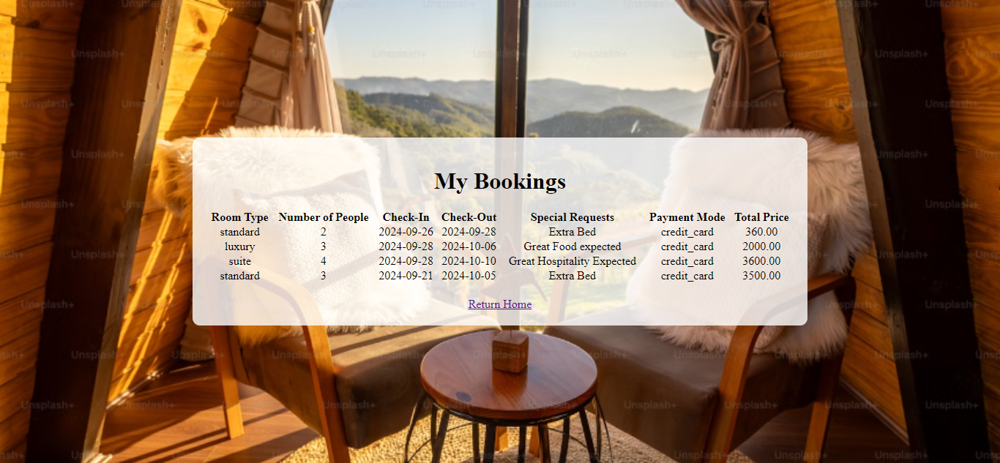 My Bookings
Room Type Number of People Check-In Check-Out Special Requests Payment Mode Total Price
standard 2 2024-09-26 2024-09-28 Extra Bed credit_card 360.00
luxury 3 2024-09-28 2024-10-06 Great Food expected credit_card 2000.00
suite 4 2024-09-28 2024-10-10 Great Hospitality Expected credit_card 3600.00
standard 3 2024-09-21 2024-10-05 Extra Bed credit_card 3500.00
Return Home
Unsplash+